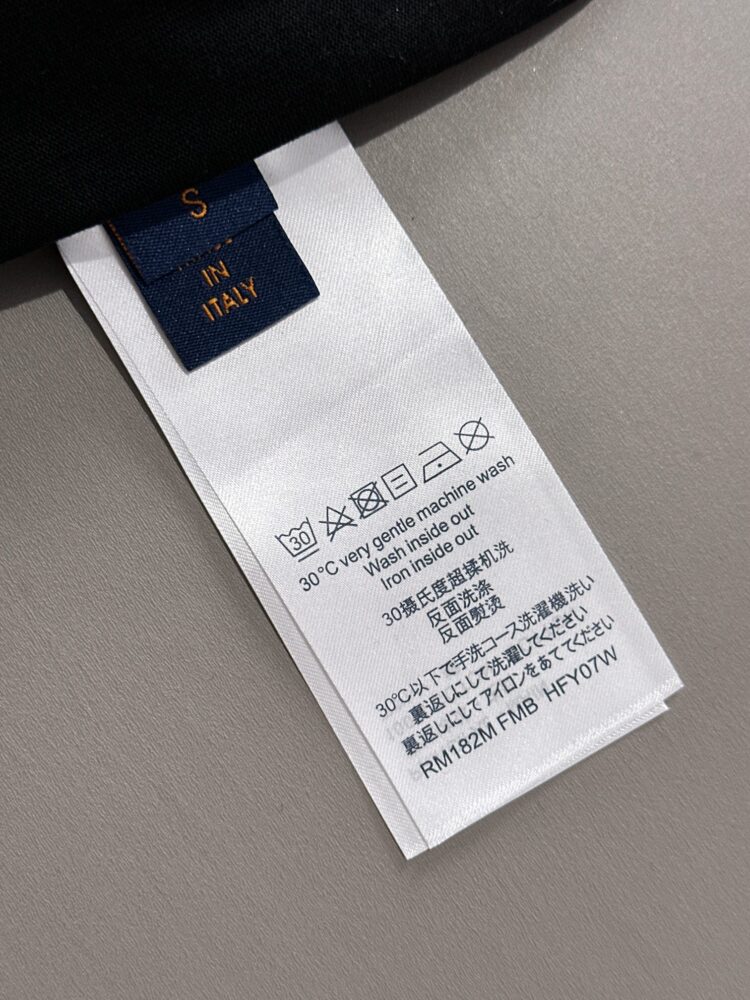 S
IN
ITALY
30
30°C very gentle machine wash
Wash inside out
Iron inside out
30摄氏度超揉机洗
反面洗涤
反面熨烫
30℃以下で手洗コース洗濯機洗い
裏返しにして洗濯してください
裏返しにしてアイロンをあててください
RM182M FMB HFY07W